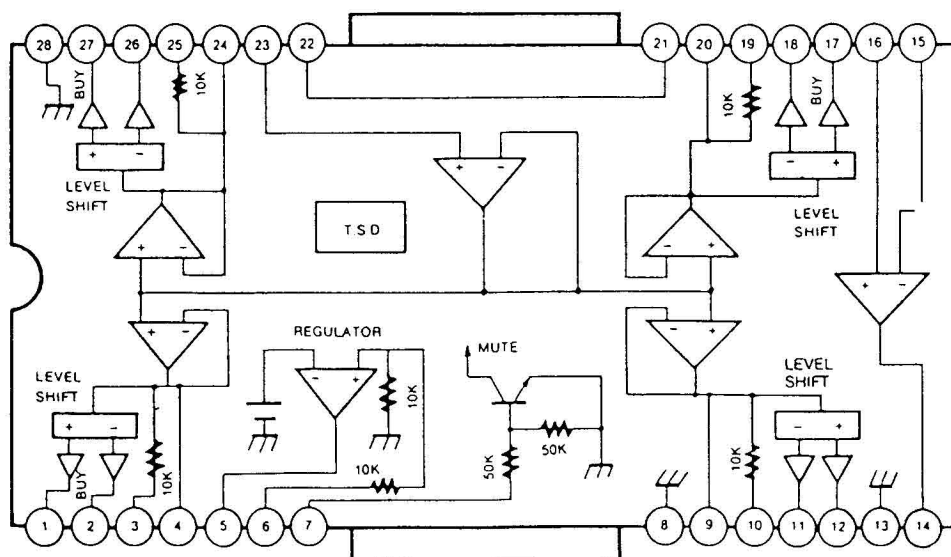 28 27 26 25 24 23 22 21 20 19 18 17 16 15
BUY
10K
10K
BUY
+ -
- +
LEVEL
SHIFT
+ -
LEVEL
SHIFT
T.S.D
+ -
- +
+ -
+ -
- +
REGULATOR
- +
MUTE
LEVEL
SHIFT
LEVEL
SHIFT
10K
50K
+ -
- +
BUY
10K
10K
50K
10K
1 2 3 4 5 6 7 8 9 10 11 12 13 14